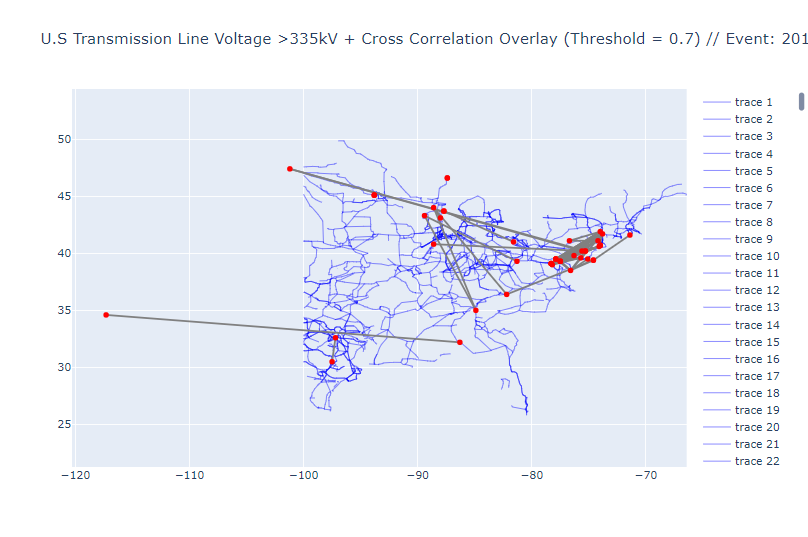 U.S Transmission Line Voltage >335kV + Cross Correlation Overlay (Threshold = 0.7) // Event: 201
trace 1
trace 2
trace 3
trace 4
trace 5
trace 6
trace 7
trace 8
trace 9
trace 10
trace 11
trace 12
trace 13
trace 14
trace 15
trace 16
trace 17
trace 18
trace 19
trace 20
trace 21
trace 22
50
45
40
35
30
25
−120
−110
−100
−90
−80
−70